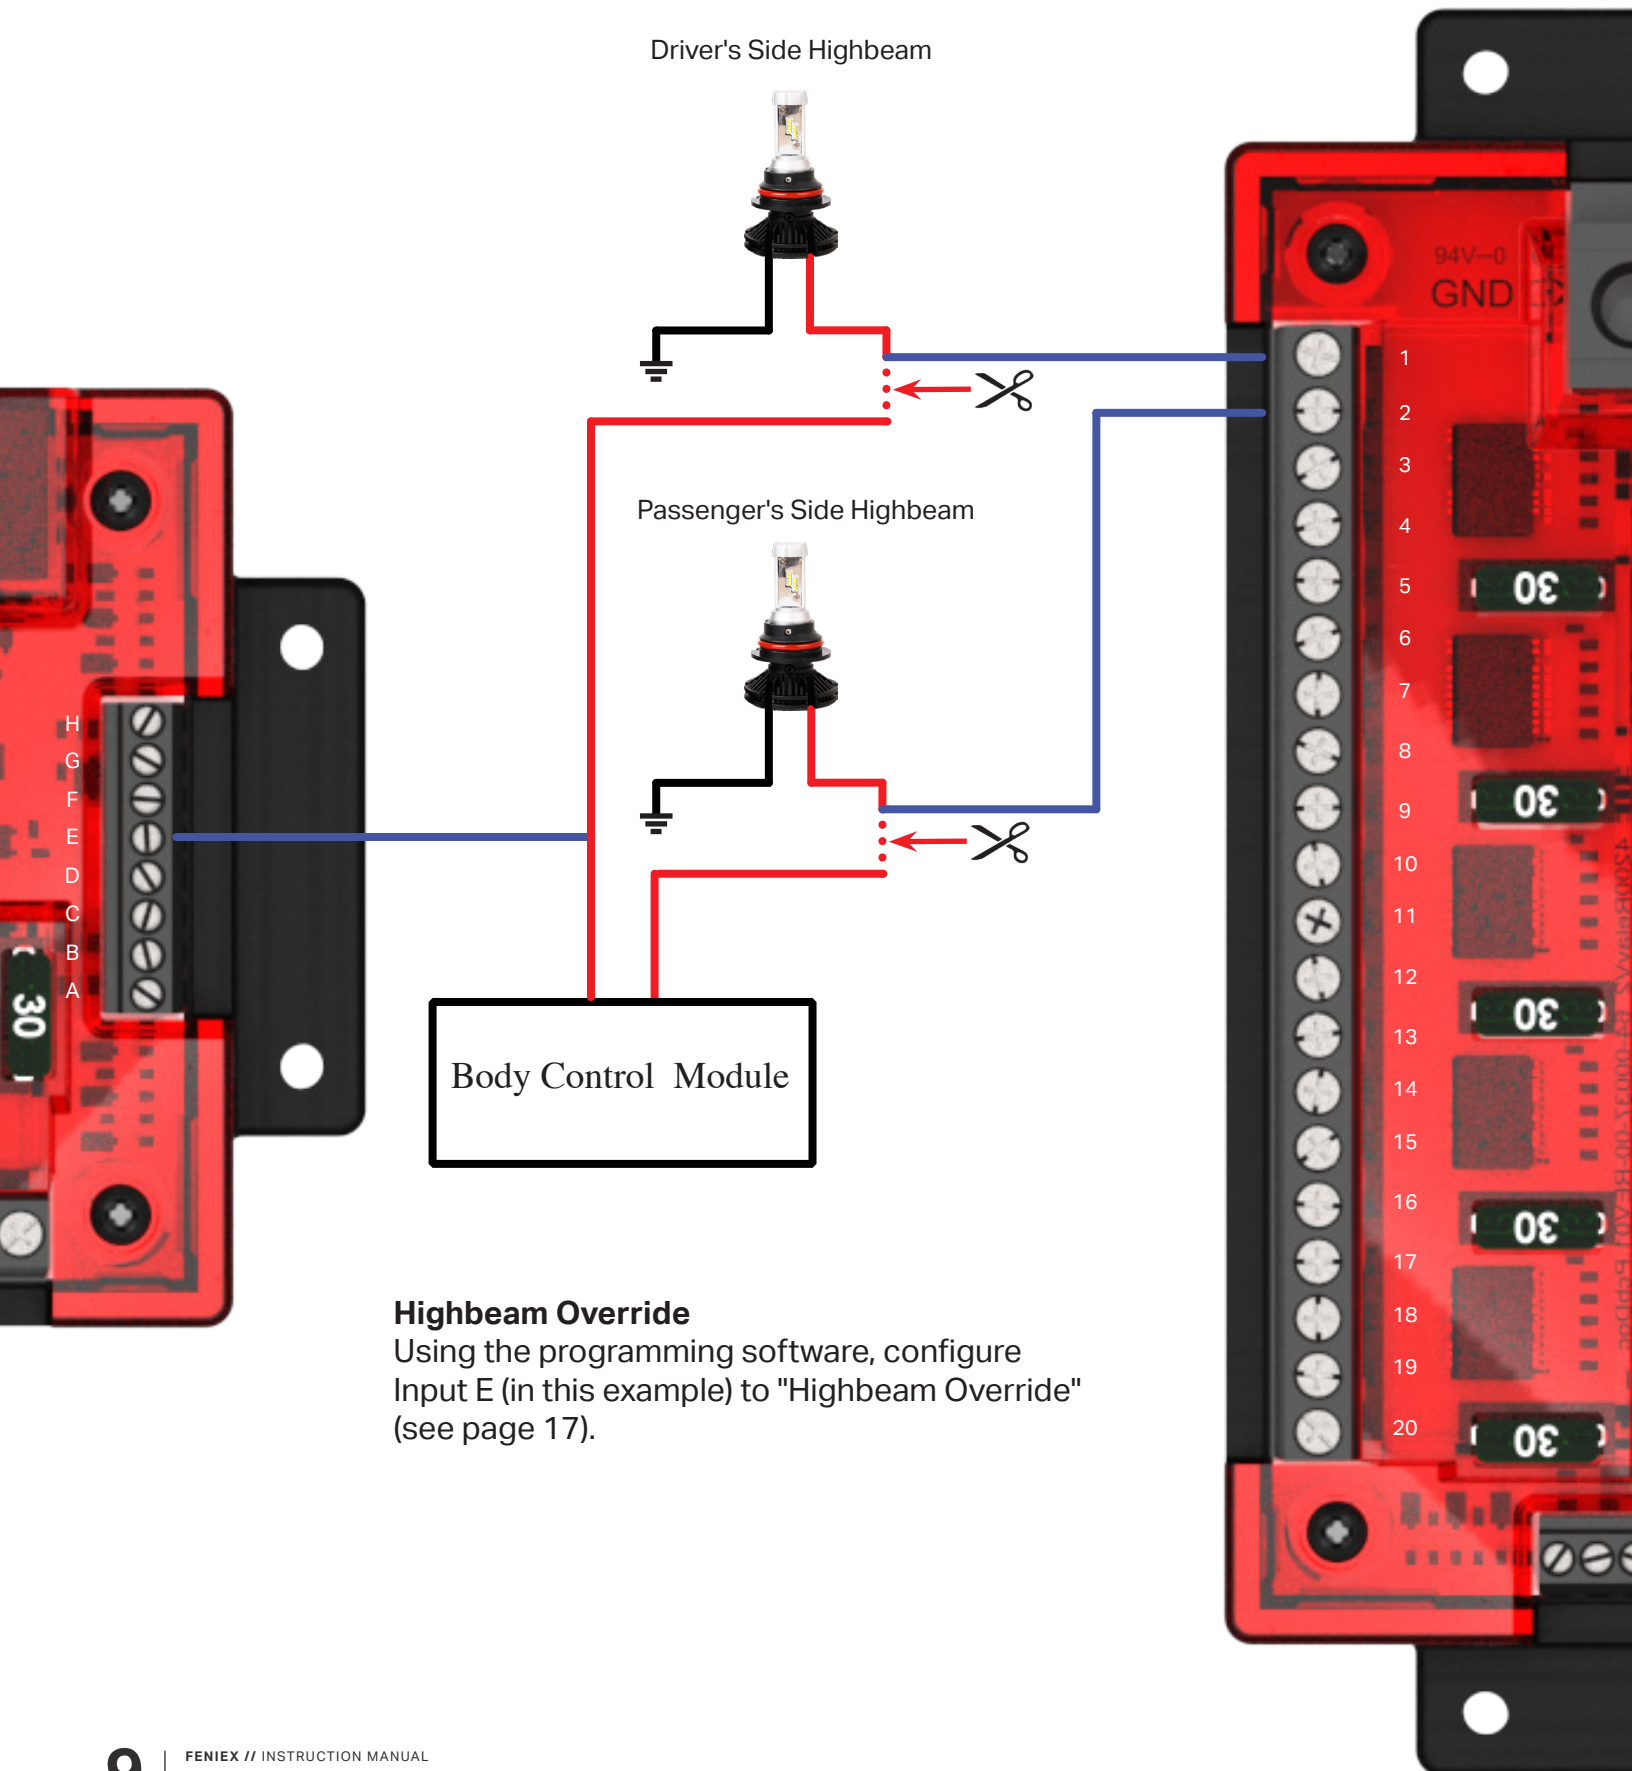 Driver's Side Highbeam
94V-0
GND
1
2
3
4
5
6
7
8
9
10
11
12
13
14
15
16
17
18
19
20
30
30
30
30
30
Passenger's Side Highbeam
H
G
F
E
D
C
B
A
30
Body Control Module
Highbeam Override
Using the programming software, configure
Input E (in this example) to "Highbeam Override"
(see page 17).
FENIEX // INSTRUCTION MANUAL